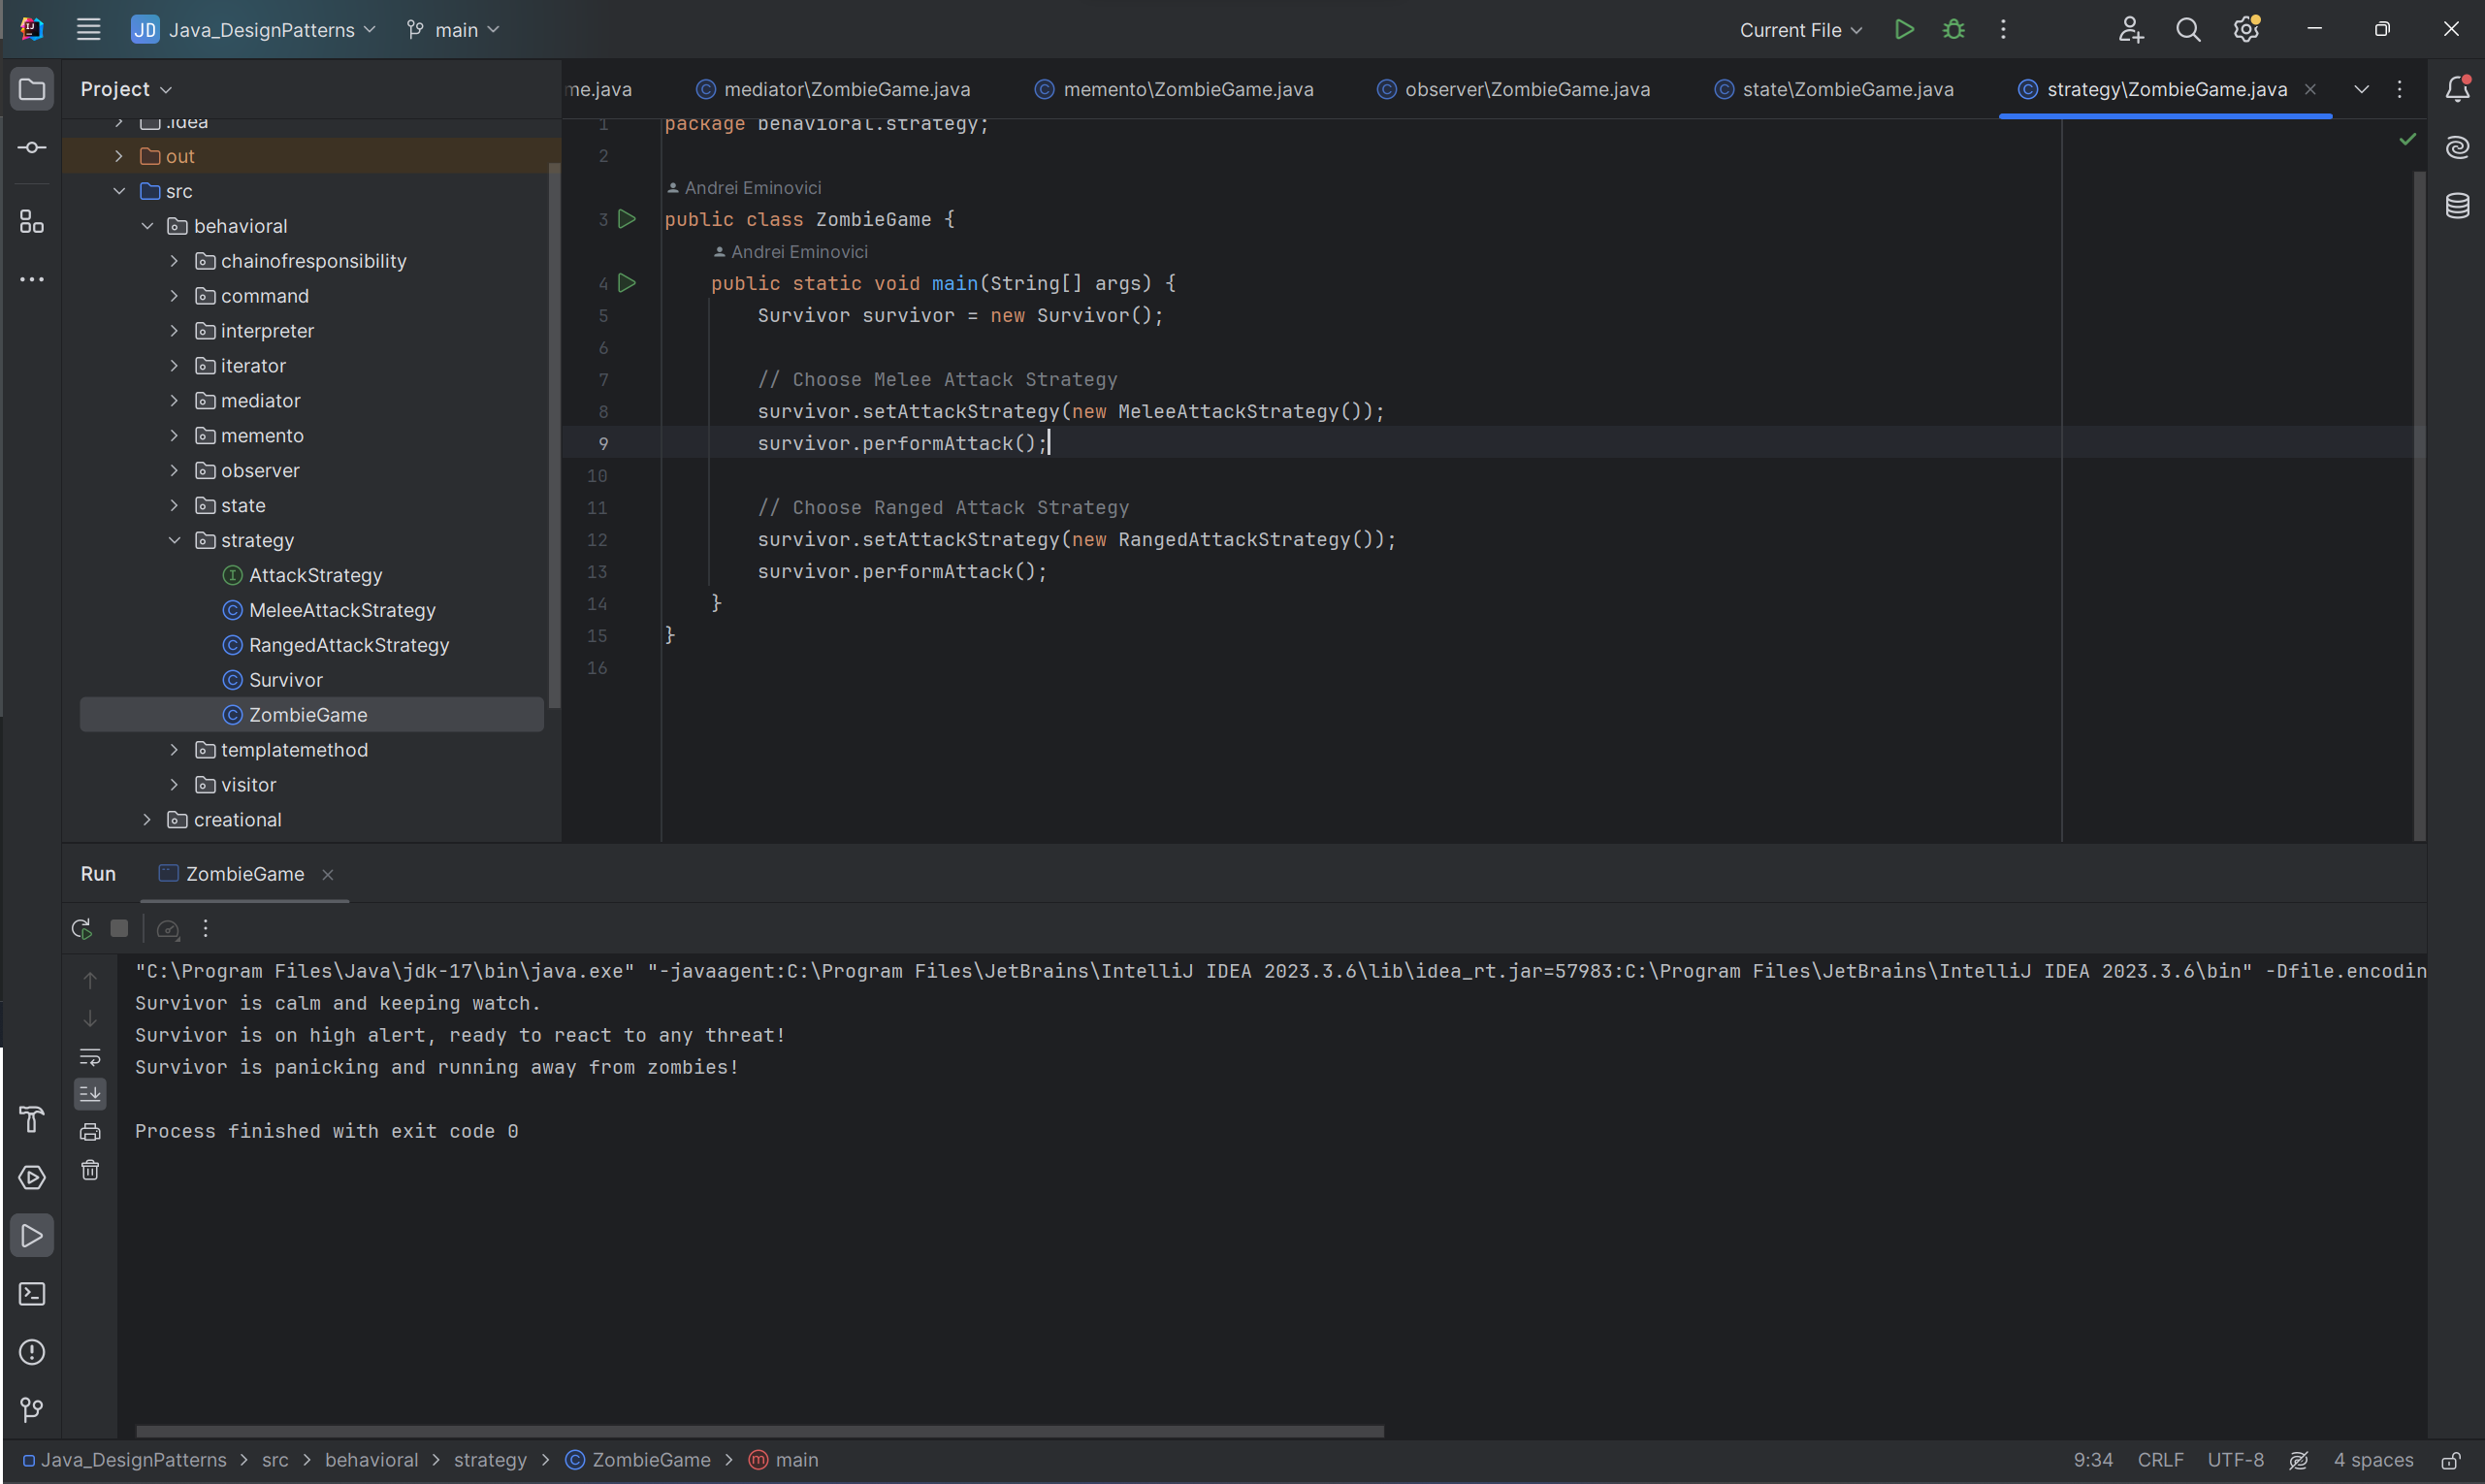 JD Java_DesignPatterns main Current File
Project
me.java mediator\ZombieGame.java memento\ZombieGame.java observer\ZombieGame.java state\ZombieGame.java strategy\ZombieGame.java
.idea
out
src
behavioral
chainofresponsibility
command
interpreter
iterator
mediator
memento
observer
state
strategy
AttackStrategy
MeleeAttackStrategy
RangedAttackStrategy
Survivor
ZombieGame
templatemethod
visitor
creational
1 package behavioral.strategy;
2
Andrei Eminovici
3 public class ZombieGame {
Andrei Eminovici
4 public static void main(String[] args) {
5 Survivor survivor = new Survivor();
6
7 // Choose Melee Attack Strategy
8 survivor.setAttackStrategy(new MeleeAttackStrategy());
9 survivor.performAttack();
10
11 // Choose Ranged Attack Strategy
12 survivor.setAttackStrategy(new RangedAttackStrategy());
13 survivor.performAttack();
14 }
15 }
16
Run ZombieGame
"C:\Program Files\Java\jdk-17\bin\java.exe" "-javaagent:C:\Program Files\JetBrains\IntelliJ IDEA 2023.3.6\lib\idea_rt.jar=57983:C:\Program Files\JetBrains\IntelliJ IDEA 2023.3.6\bin" -Dfile.encodin
Survivor is calm and keeping watch.
Survivor is on high alert, ready to react to any threat!
Survivor is panicking and running away from zombies!
Process finished with exit code 0
Java_DesignPatterns > src > behavioral > strategy > ZombieGame > main 9:34 CRLF UTF-8 4 spaces